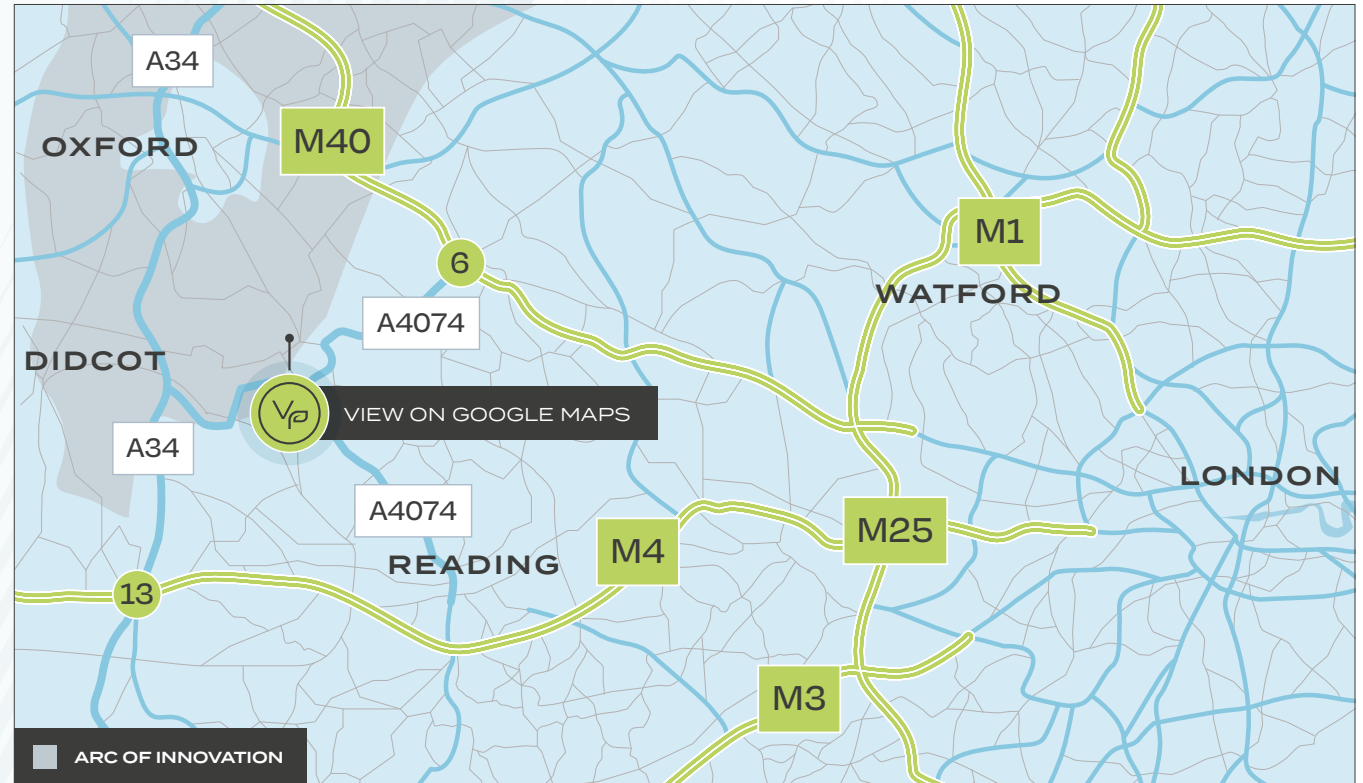 A34
OXFORD
M40
M1
6
WATFORD
A4074
DIDCOT
VP
VIEW ON GOOGLE MAPS
A34
LONDON
A4074
M25
READING
M4
13
M3
ARC OF INNOVATION